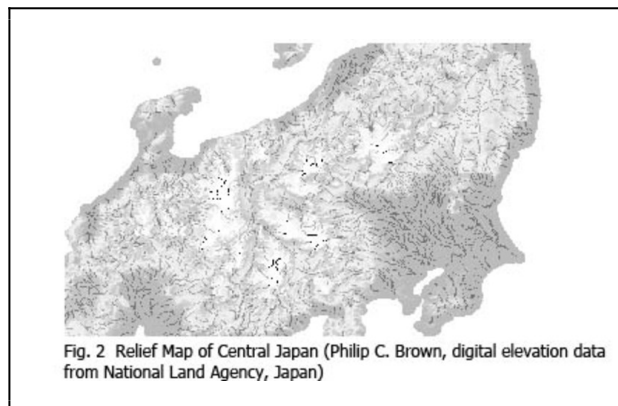 Fig. 2 Relief Map of Central Japan (Philip C. Brown, digital elevation data
from National Land Agency, Japan)